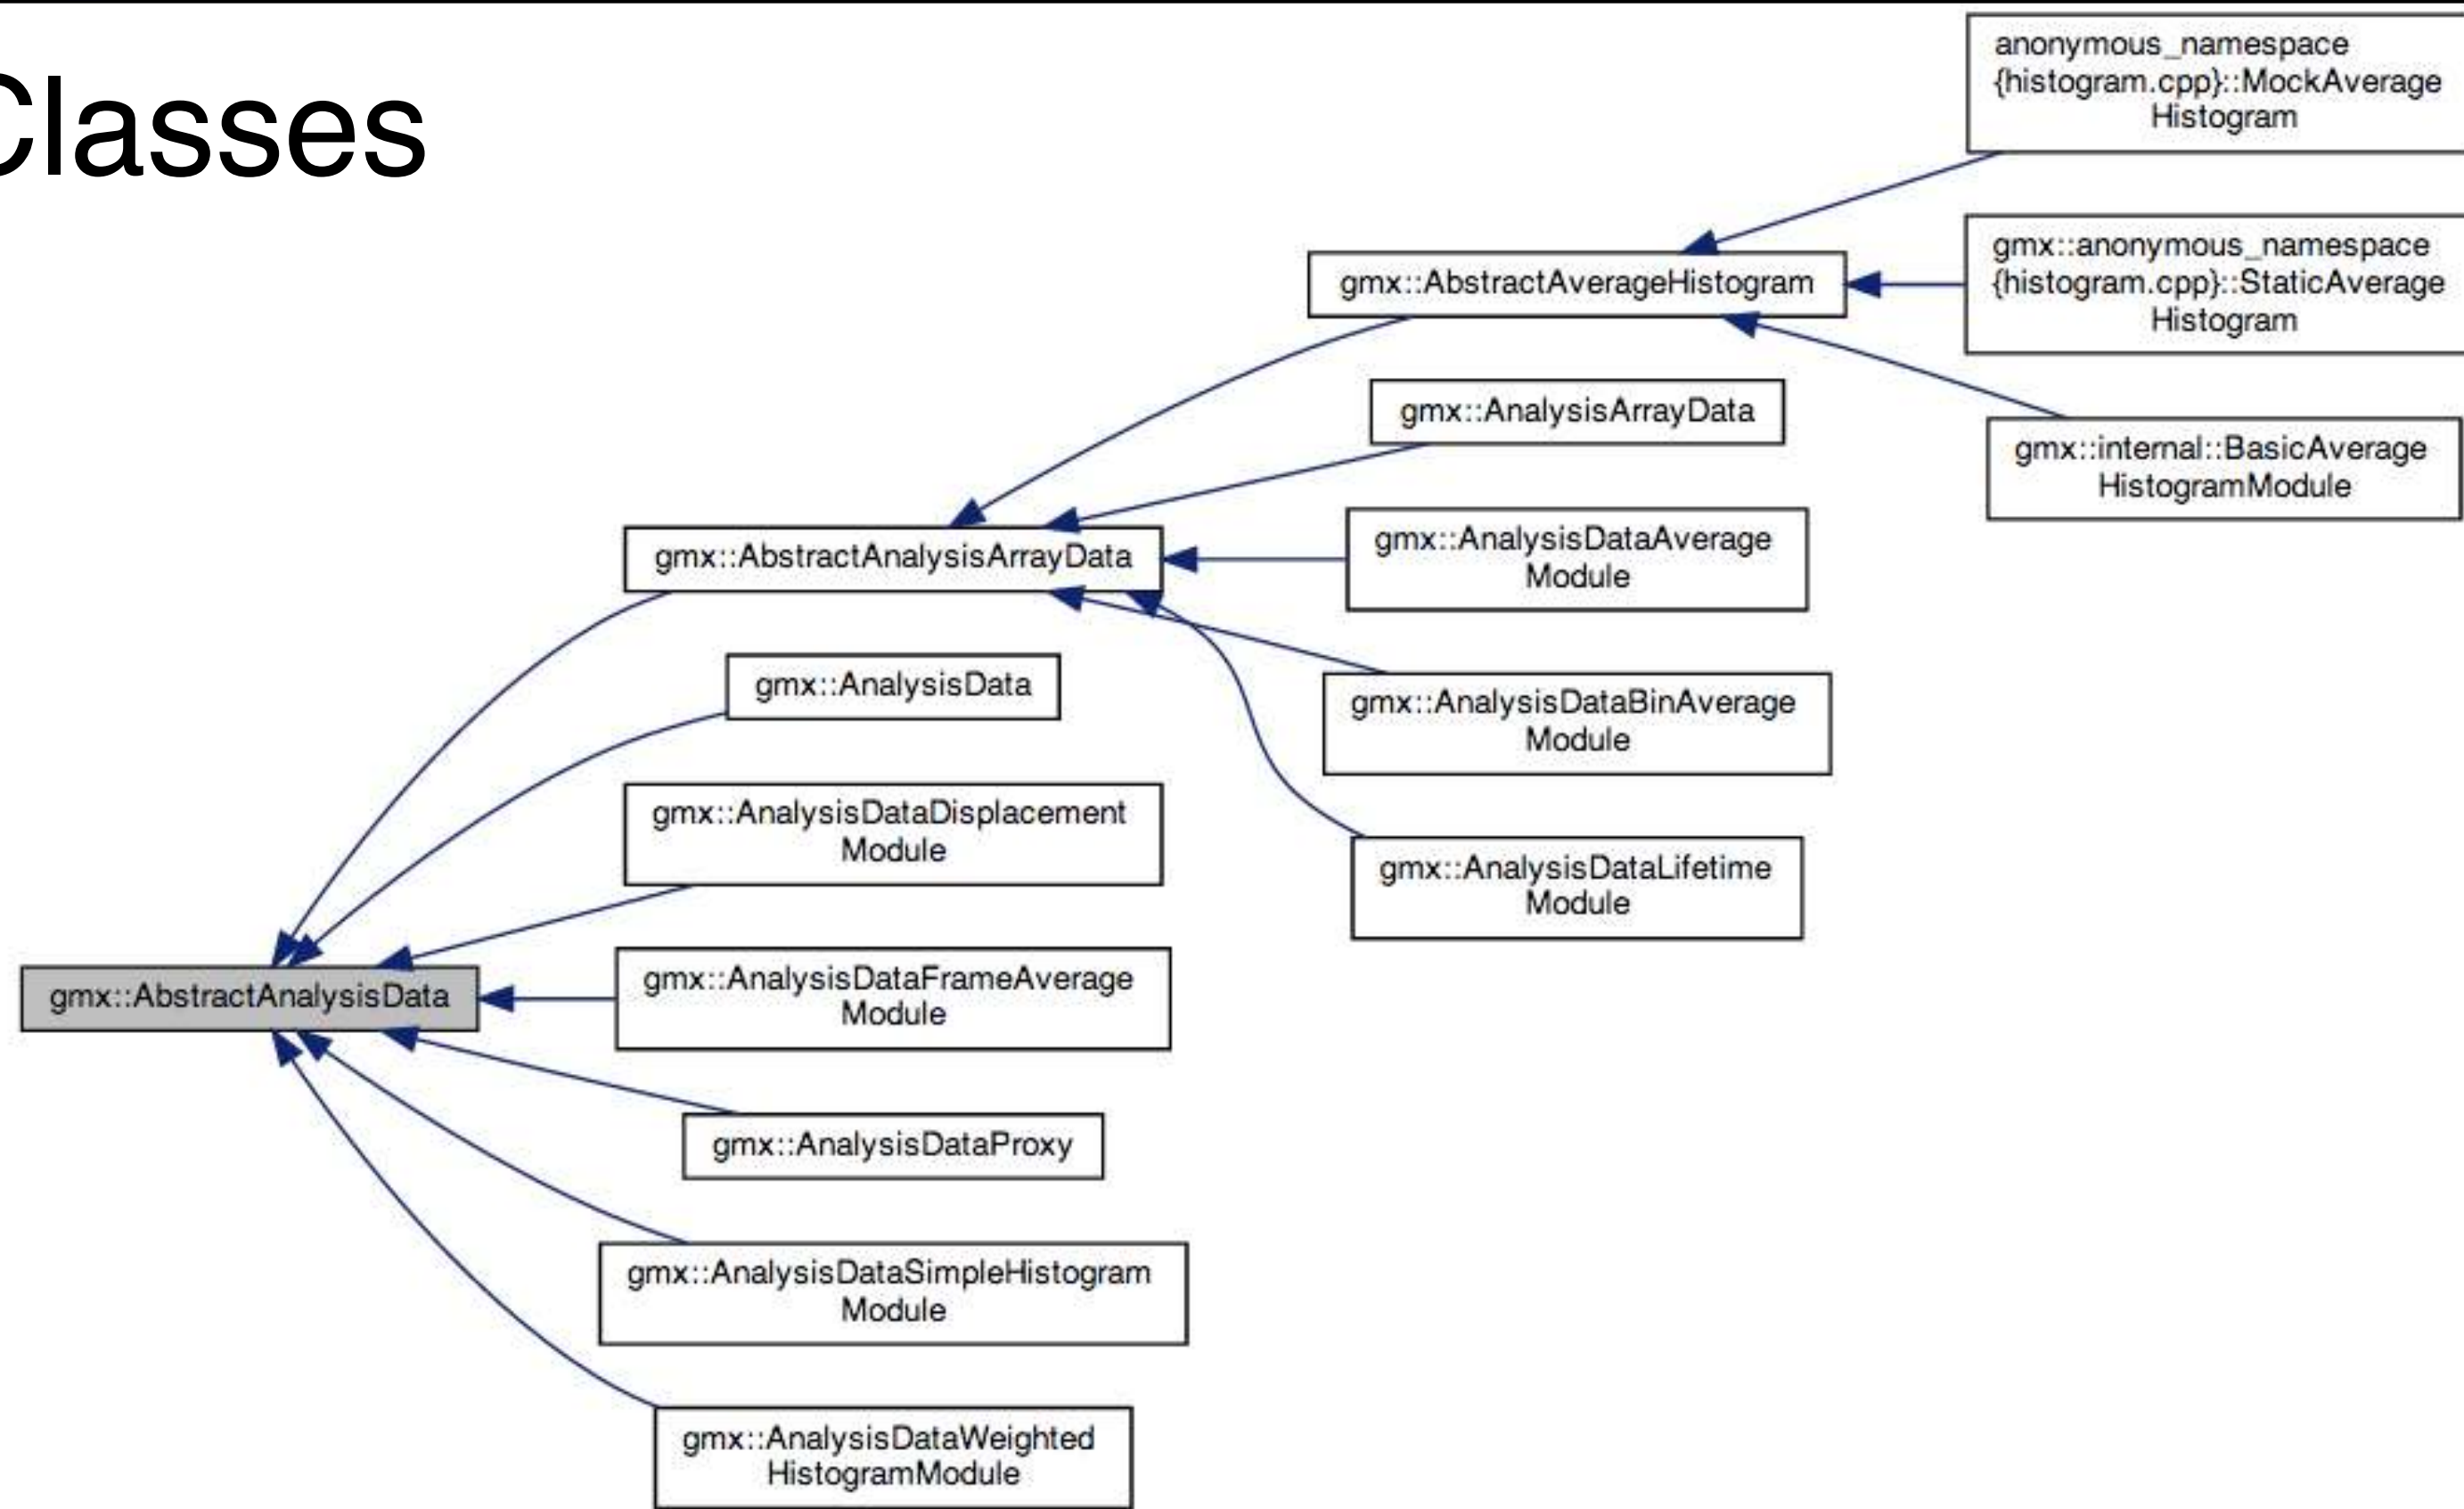 Classes
anonymous_namespace
{histogram.cpp}::MockAverage
Histogram
gmx::anonymous_namespace
{histogram.cpp}::StaticAverage
Histogram
gmx::AbstractAverageHistogram
gmx::AnalysisArrayData
gmx::internal::BasicAverage
HistogramModule
gmx::AbstractAnalysisArrayData
gmx::AnalysisDataAverage
Module
gmx::AnalysisData
gmx::AnalysisDataBinAverage
Module
gmx::AnalysisDataDisplacement
Module
gmx::AnalysisDataLifetime
Module
gmx::AbstractAnalysisData
gmx::AnalysisDataFrameAverage
Module
gmx::AnalysisDataProxy
gmx::AnalysisDataSimpleHistogram
Module
gmx::AnalysisDataWeighted
HistogramModule